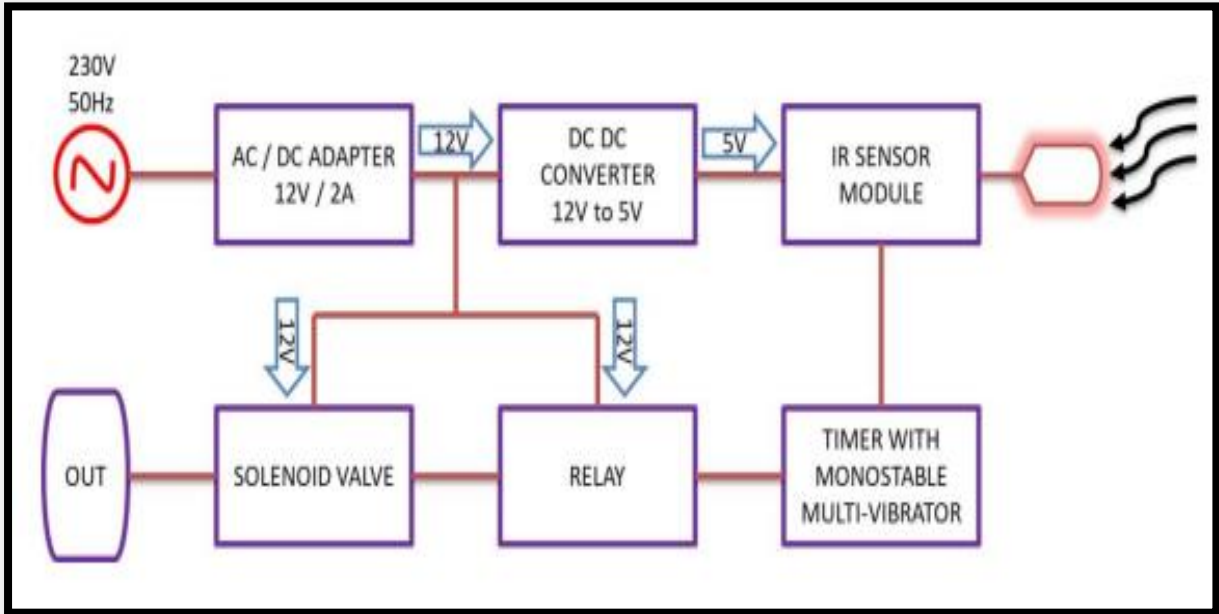 230V
50Hz
AC / DC ADAPTER
12V / 2A
12V
DC DC
CONVERTER
12V to 5V
5V
IR SENSOR
MODULE
12V
12V
OUT
SOLENOID VALVE
RELAY
TIMER WITH
MONOSTABLE
MULTI-VIBRATOR